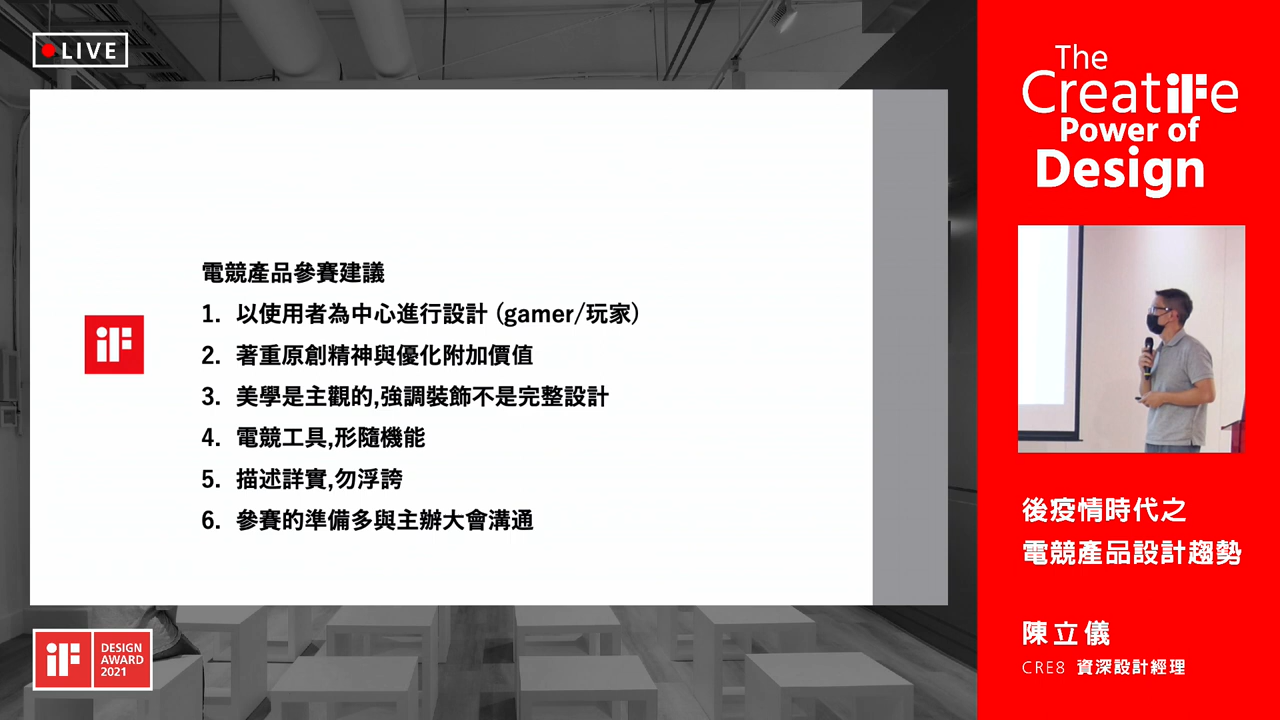 LIVE
電競產品參賽建議
1. 以使用者為中心進行設計 (gamer/玩家)
2. 著重原創精神與優化附加價值
3. 美學是主觀的,強調裝飾不是完整設計
4. 電競工具,形隨機能
5. 描述詳實,勿浮誇
6. 參賽的準備多與主辦大會溝通
iF
iF
DESIGN
AWARD
2021
The
CreatiFe
Power of
Design
後疫情時代之
電競產品設計趨勢
陳立儀
CRE8 資深設計經理